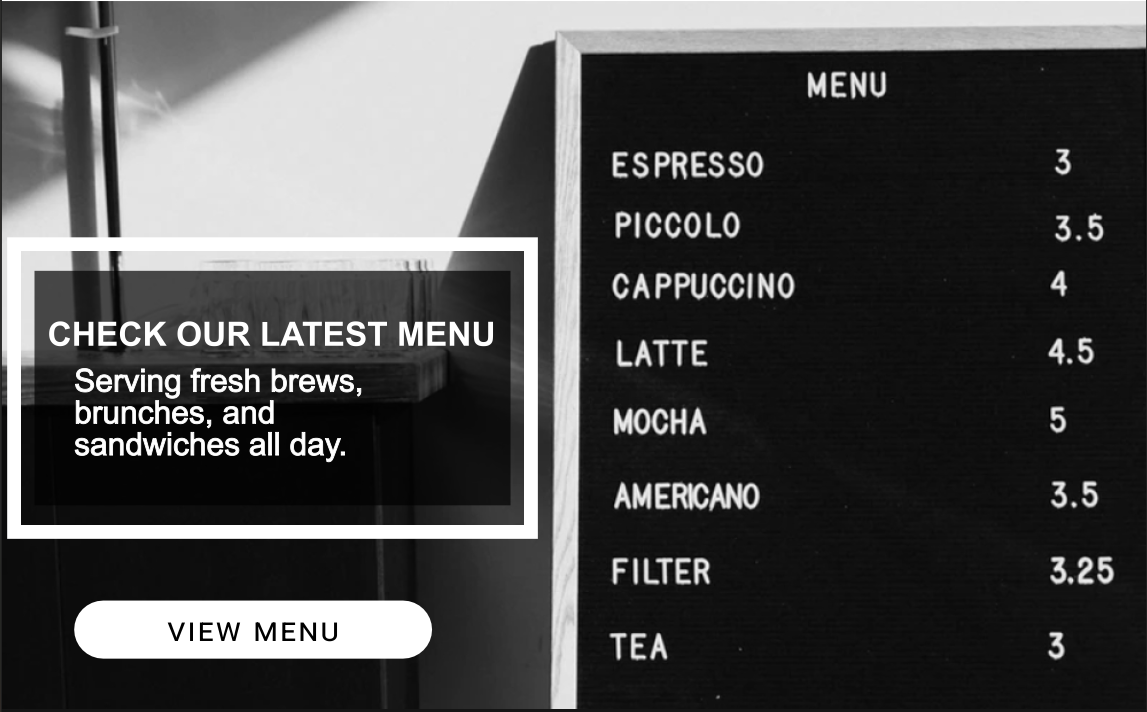 CHECK OUR LATEST MENU
Serving fresh brews,
brunches, and
sandwiches all day.
VIEW MENU
MENU
ESPRESSO 3
PICCOLO 3.5
CAPPUCCINO 4
LATTE 4.5
MOCHA 5
AMERICANO 3.5
FILTER 3.25
TEA 3